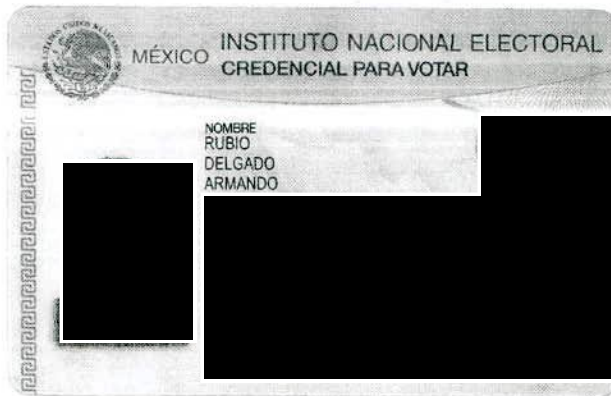 MÉXICO
INSTITUTO NACIONAL ELECTORAL
CREDENCIAL PARA VOTAR
NOMBRE
RUBIO
DELGADO
ARMANDO